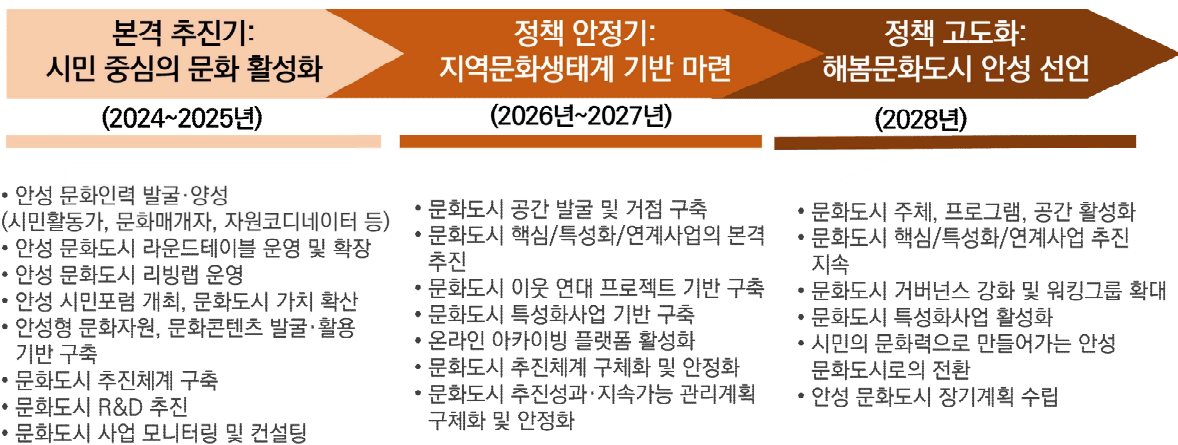 본격 추진기:
시민 중심의 문화 활성화
(2024~2025년)
• 안성 문화인력 발굴·양성
(시민활동가, 문화매개자, 자원코디네이터 등)
• 안성 문화도시 라운드테이블 운영 및 확장
• 안성 문화도시 리빙랩 운영
• 안성 시민포럼 개최, 문화도시 가치 확산
• 안성형 문화자원, 문화콘텐츠 발굴·활용
기반 구축
• 문화도시 추진체계 구축
• 문화도시 R&D 추진
• 문화도시 사업 모니터링 및 컨설팅
정책 안정기:
지역문화생태계 기반 마련
(2026년~2027년)
• 문화도시 공간 발굴 및 거점 구축
• 문화도시 핵심/특성화/연계사업의 본격
추진
• 문화도시 이웃 연대 프로젝트 기반 구축
• 문화도시 특성화사업 기반 구축
• 온라인 아카이빙 플랫폼 활성화
• 문화도시 추진체계 구체화 및 안정화
• 문화도시 추진성과·지속가능 관리계획
구체화 및 안정화
정책 고도화:
해봄문화도시 안성 선언
(2028년)
• 문화도시 주체, 프로그램, 공간 활성화
• 문화도시 핵심/특성화/연계사업 추진
지속
• 문화도시 거버넌스 강화 및 워킹그룹 확대
• 문화도시 특성화사업 활성화
• 시민의 문화력으로 만들어가는 안성
문화도시로의 전환
• 안성 문화도시 장기계획 수립